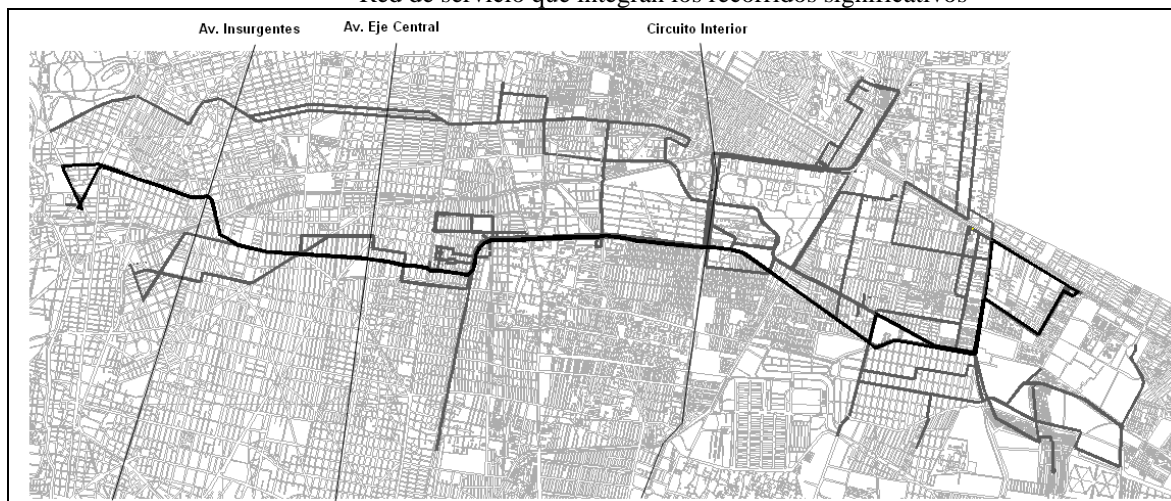 Red de servicio que integran los recorridos significativos
Av. Insurgentes
Av. Eje Central
Circuito Interior